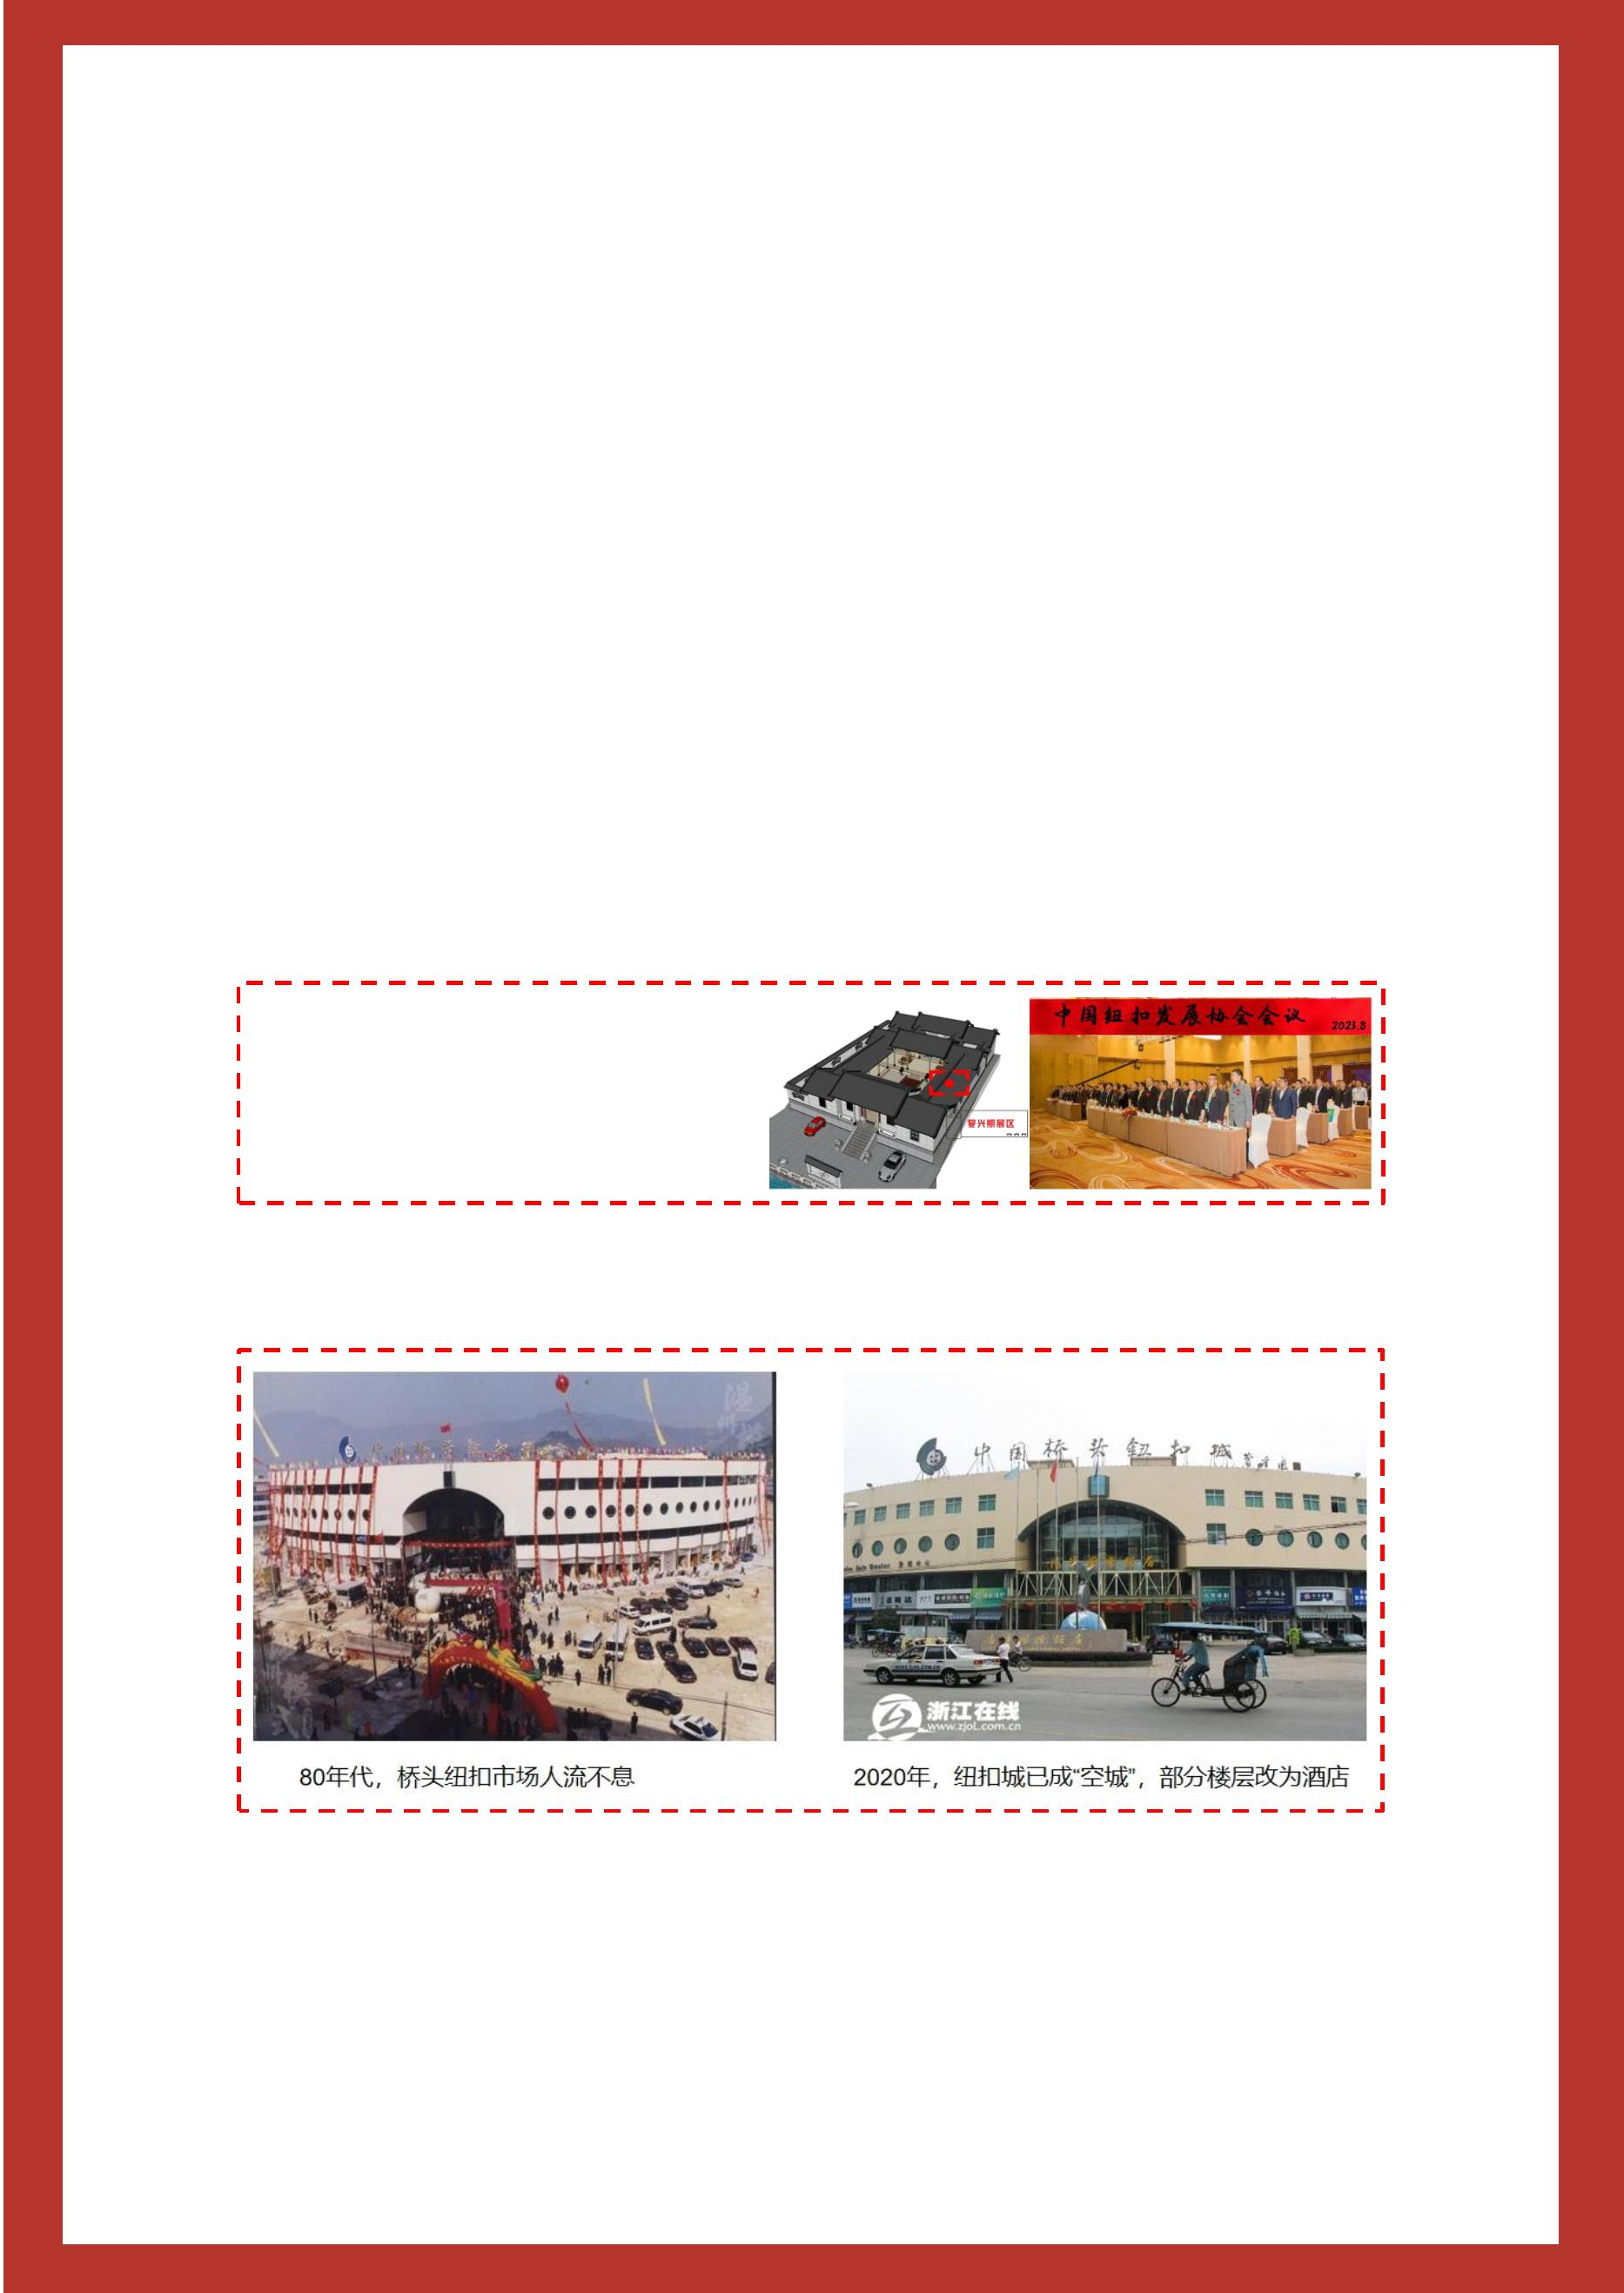 中国纽扣发展协会会议
2023.8
复兴期展区
中国桥头鈕扣城
浙江在线
www.zjol.com.cn
80年代，桥头纽扣市场人流不息
2020年，纽扣城已成“空城”，部分楼层改为酒店